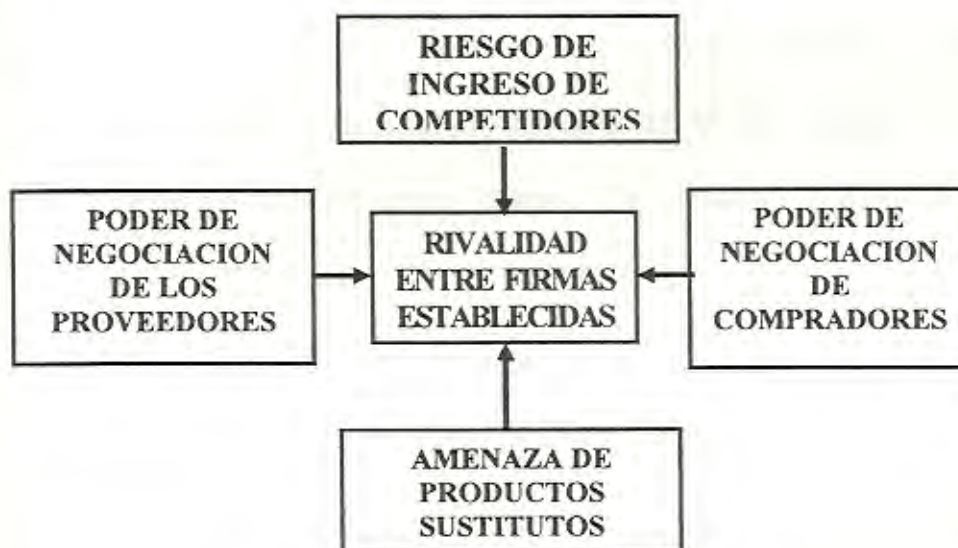 RIESGO DE
INGRESO DE
COMPETIDORES
PODER DE
NEGOCIACION
DE LOS
PROVEEDORES
RIVALIDAD
ENTRE FIRMAS
ESTABLECIDAS
PODER DE
NEGOCIACION
DE
COMPRADORES
AMENAZA DE
PRODUCTOS
SUSTITUTOS